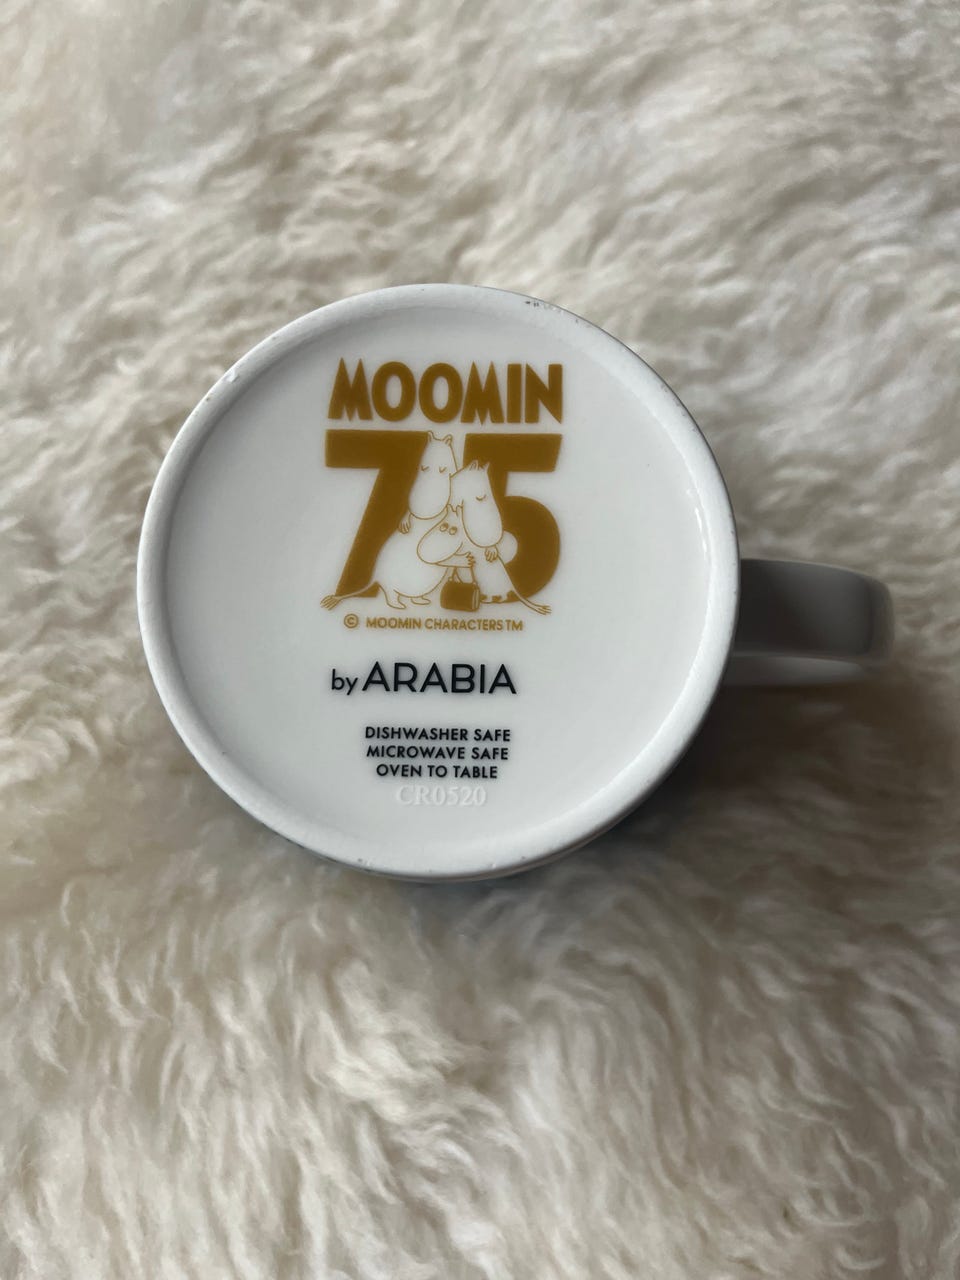 MOOMIN
75
© MOOMIN CHARACTERS TM
by ARABIA
DISHWASHER SAFE
MICROWAVE SAFE
OVEN TO TABLE
CR0520